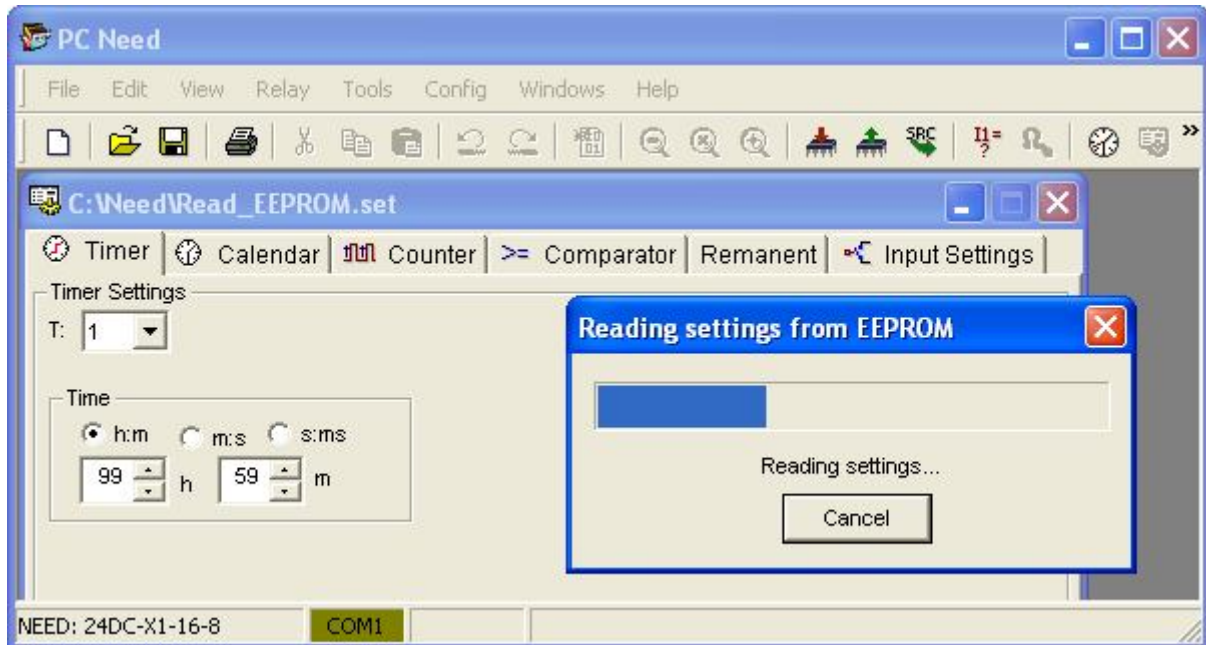 PC Need
File Edit View Relay Tools Config Windows Help
SRC I1=?
C:\Need\Read_EEPROM.set
Timer Calendar Counter >= Comparator Remanent Input Settings
Timer Settings
T: 1
Reading settings from EEPROM
Time
h:m m:s s:ms
99 h 59 m
Reading settings...
Cancel
NEED: 24DC-X1-16-8 COM1